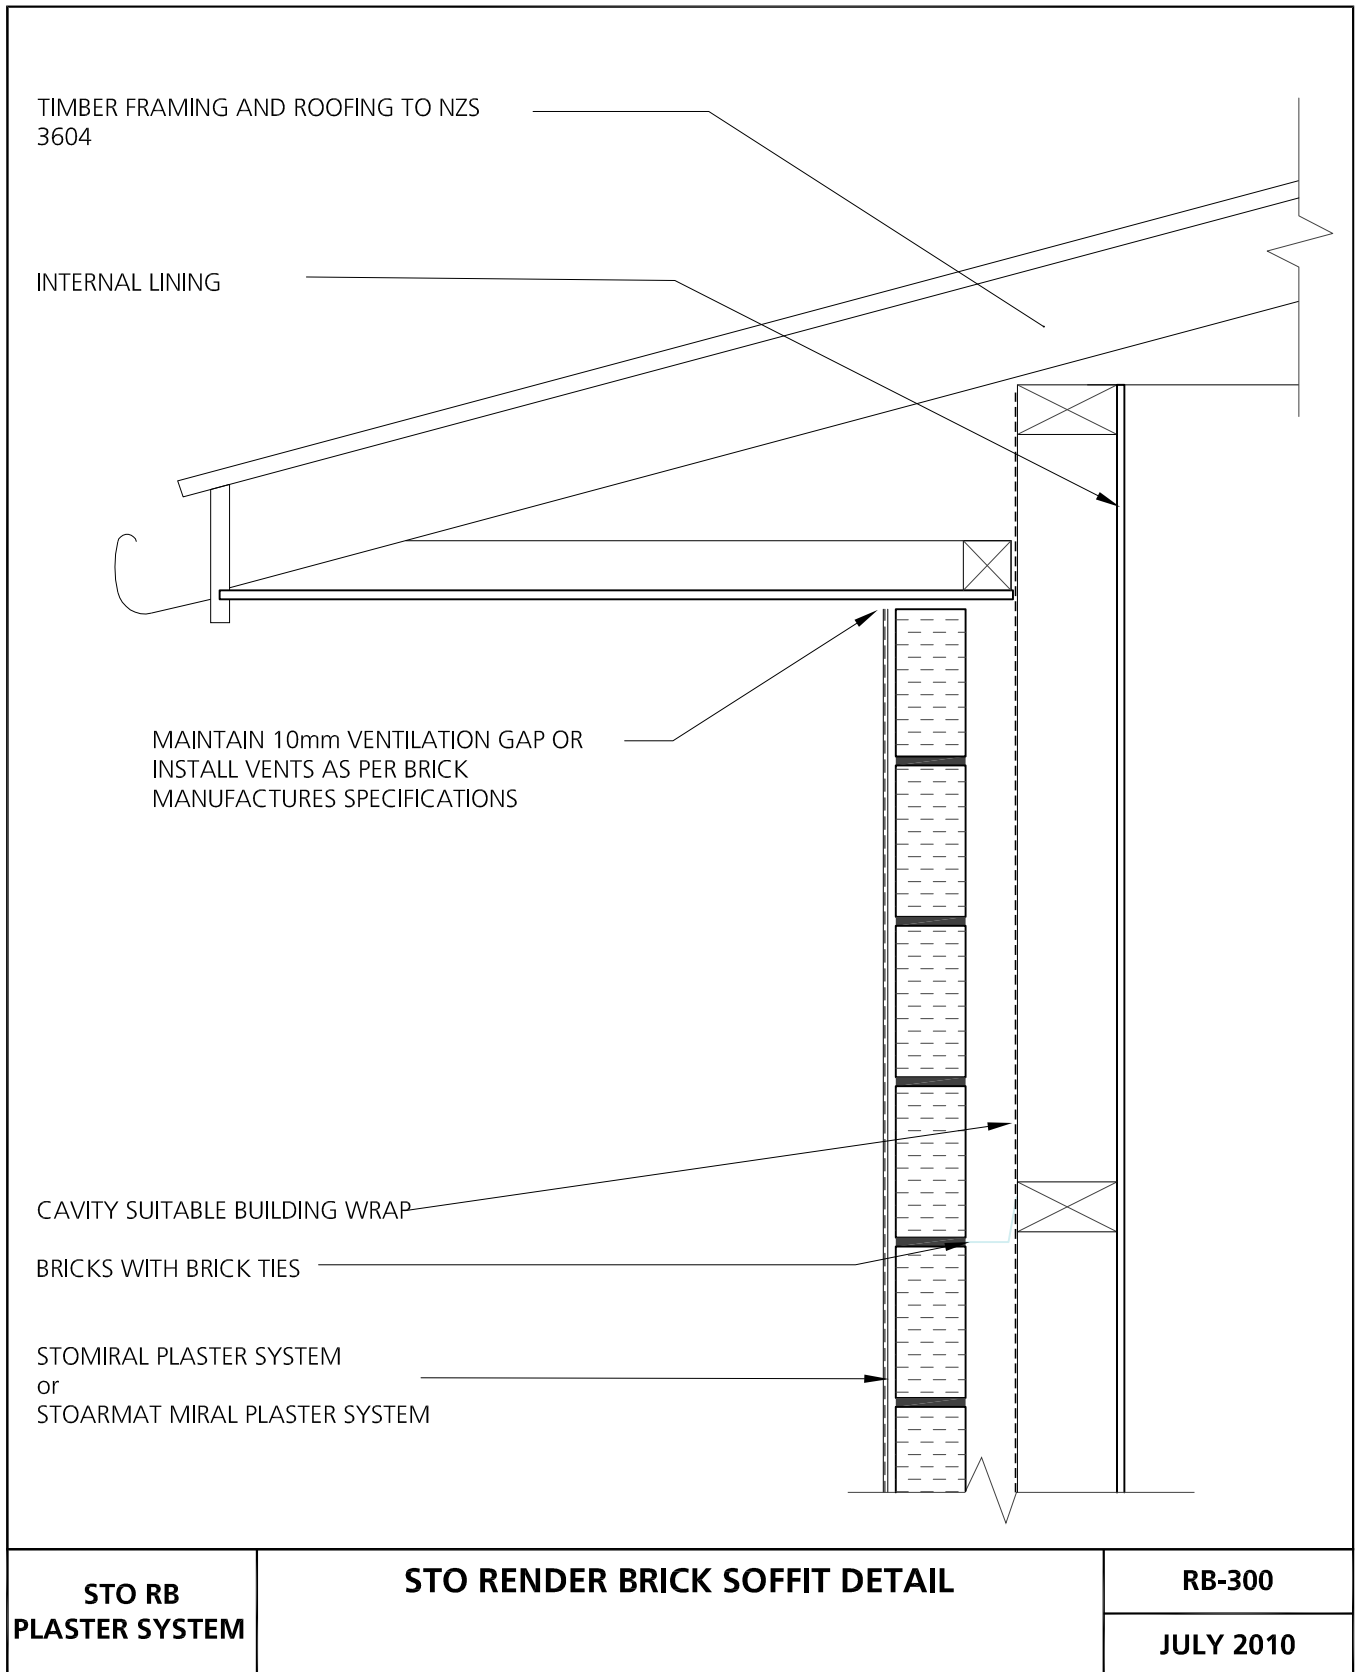 TIMBER FRAMING AND ROOFING TO NZS
3604
INTERNAL LINING
MAINTAIN 10mm VENTILATION GAP OR
INSTALL VENTS AS PER BRICK
MANUFACTURES SPECIFICATIONS
CAVITY SUITABLE BUILDING WRAP
BRICKS WITH BRICK TIES
STOMIRAL PLASTER SYSTEM
or
STOARMAT MIRAL PLASTER SYSTEM
STO RB
PLASTER SYSTEM
STO RENDER BRICK SOFFIT DETAIL
RB-300
JULY 2010